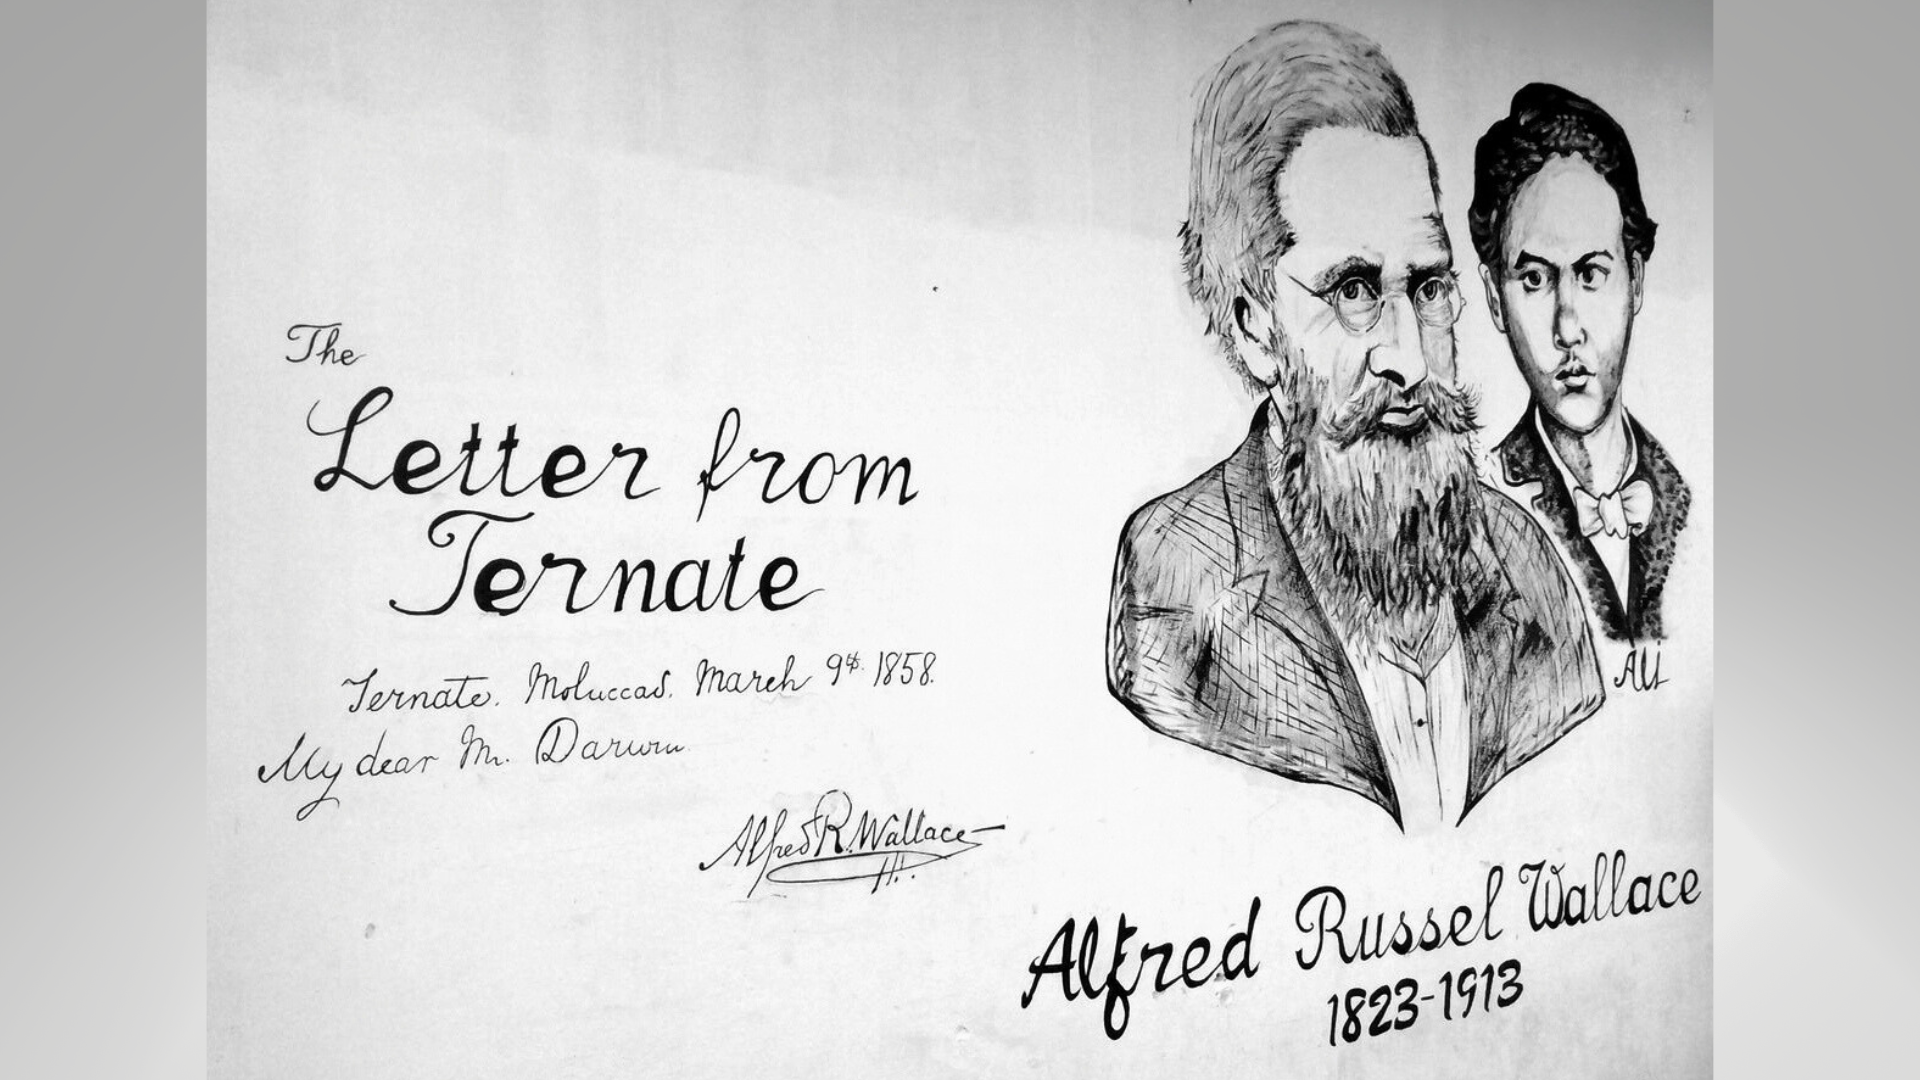 The
Letter from
Ternate
Ternate. Moluccas. March 9th. 1858.
My dear Mr. Darwin
Alfred R. Wallace
Ali
Alfred Russel Wallace
1823-1913